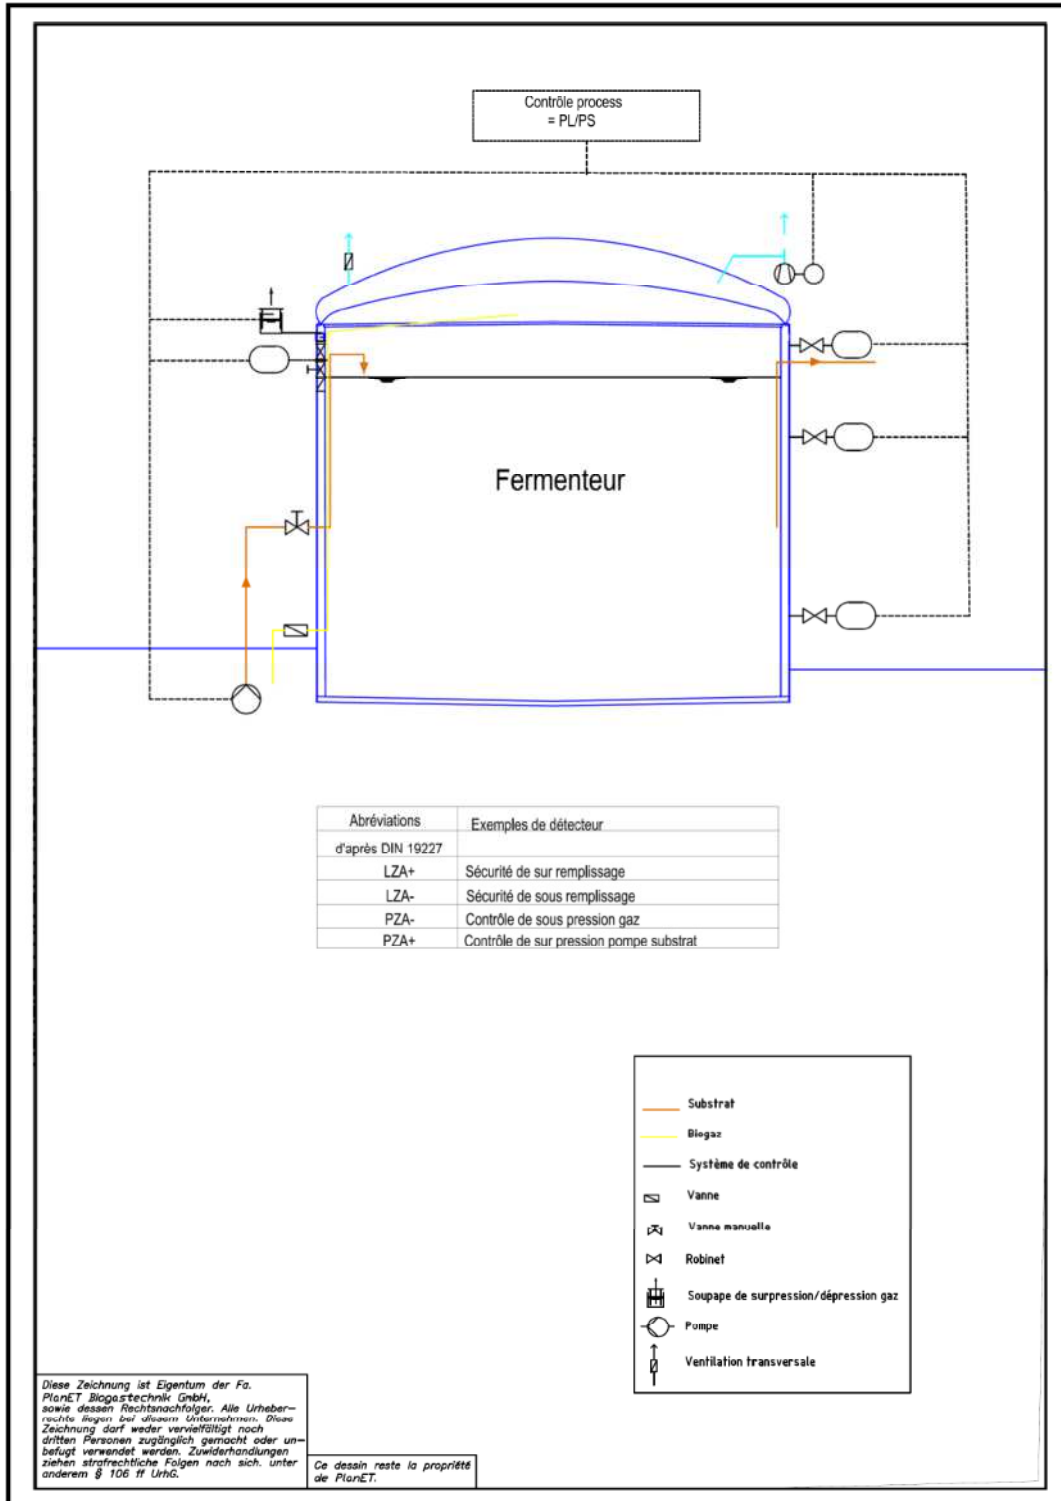 Contrôle process
= PL/PS
Fermenteur
Abréviations
Exemples de détecteur
d'après DIN 19227
LZA+ Sécurité de sur remplissage
LZA- Sécurité de sous remplissage
PZA- Contrôle de sous pression gaz
PZA+ Contrôle de sur pression pompe substrat
Substrat
Biogaz
Système de contrôle
Vanne
Vanne manuelle
Robinet
Soupape de surpression/dépression gaz
Pompe
Ventilation transversale
Diese Zeichnung ist Eigentum der Fa.
PlanET Biogastechnik GmbH,
sowie dessen Rechtsnachfolger. Alle Urheber-
rechte liegen bei diesem Unternehmen. Diese
Zeichnung darf weder vervielfältigt noch
dritten Personen zugänglich gemacht oder un-
befugt verwendet werden. Zuwiderhandlungen
ziehen strafrechtliche Folgen nach sich. unter
anderem § 106 ff UrhG.
Ce dessin reste la propriété
de PlanET.